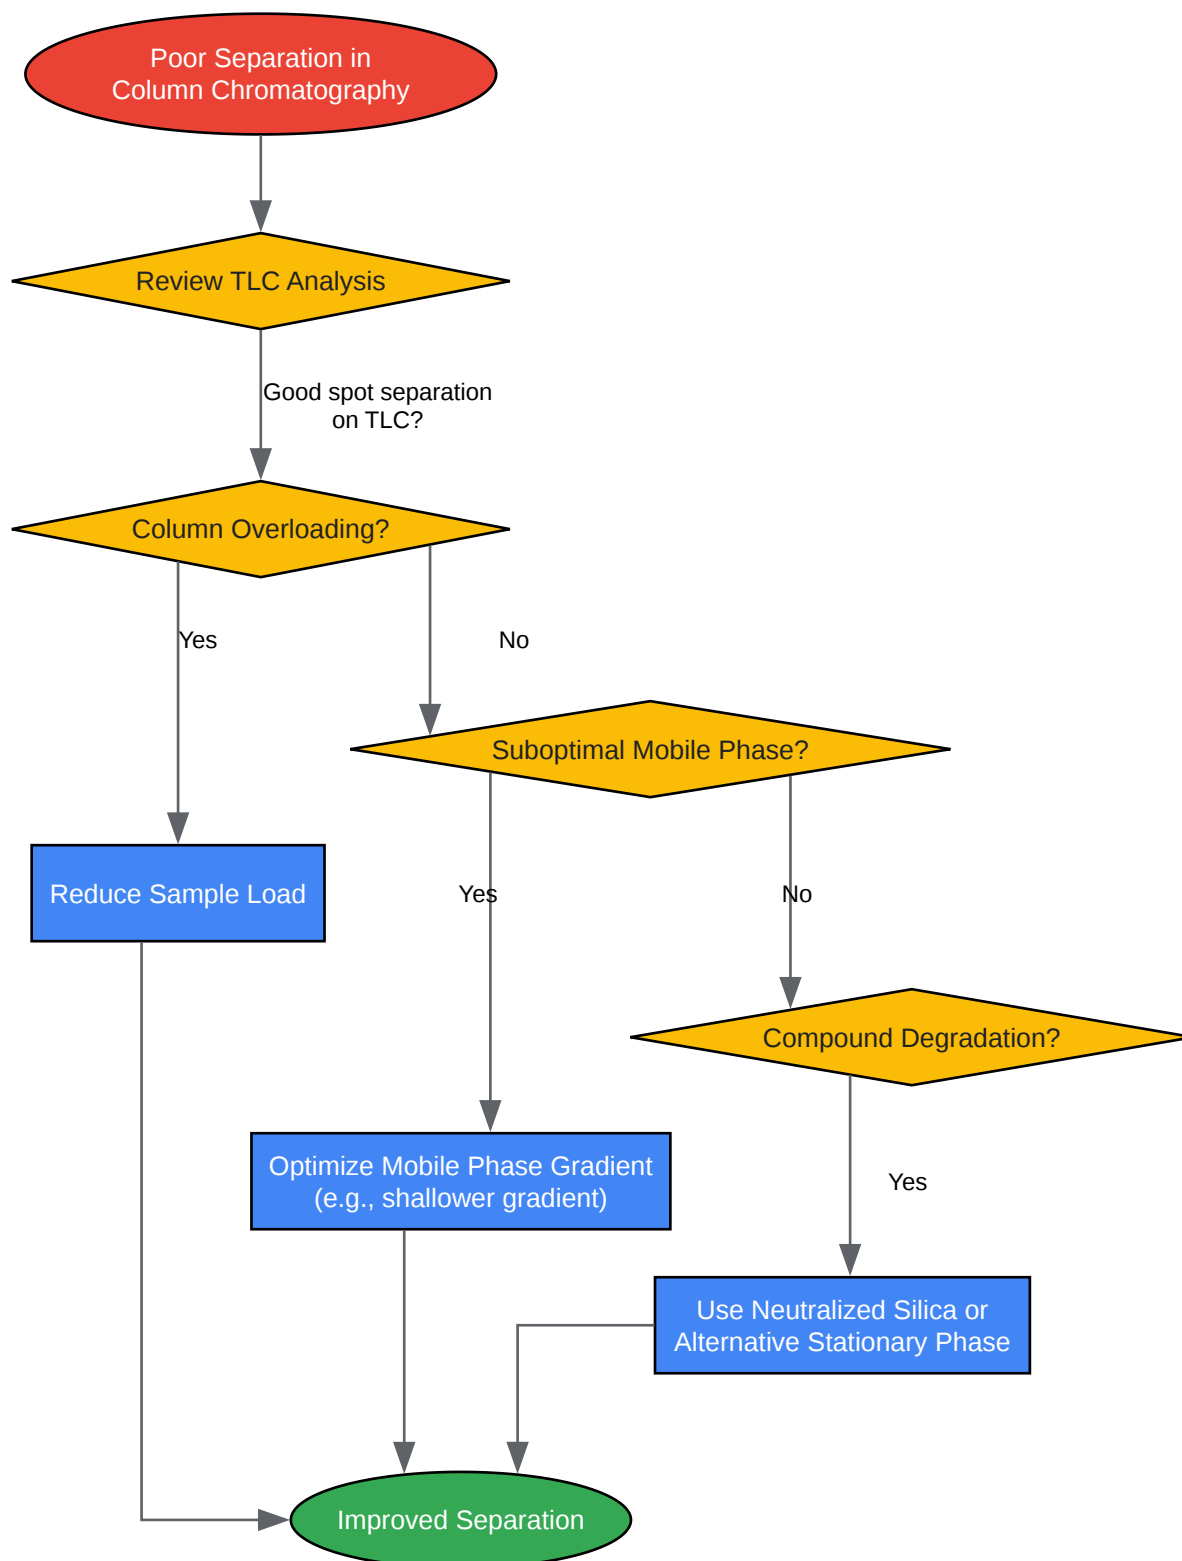 Poor Separation in
Column Chromatography
Review TLC Analysis
Good spot separation
on TLC?
Column Overloading?
Yes
No
Suboptimal Mobile Phase?
Reduce Sample Load
Yes
No
Compound Degradation?
Optimize Mobile Phase Gradient
(e.g., shallower gradient)
Yes
Use Neutralized Silica or
Alternative Stationary Phase
Improved Separation